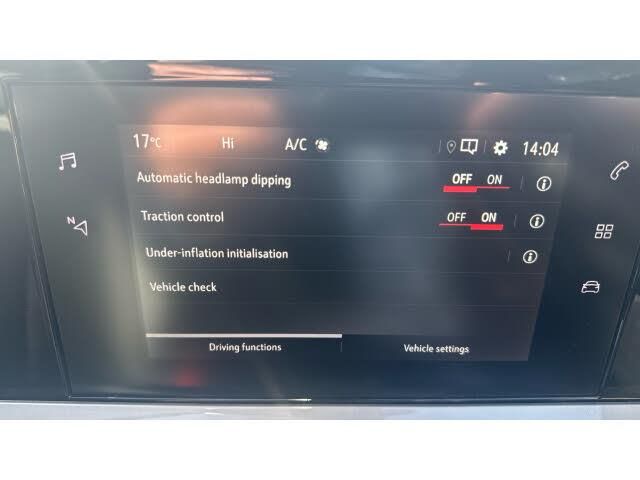 17°C Hi A/C 14:04
Automatic headlamp dipping OFF ON
Traction control OFF ON
Under-inflation initialisation
Vehicle check
Driving functions Vehicle settings
N